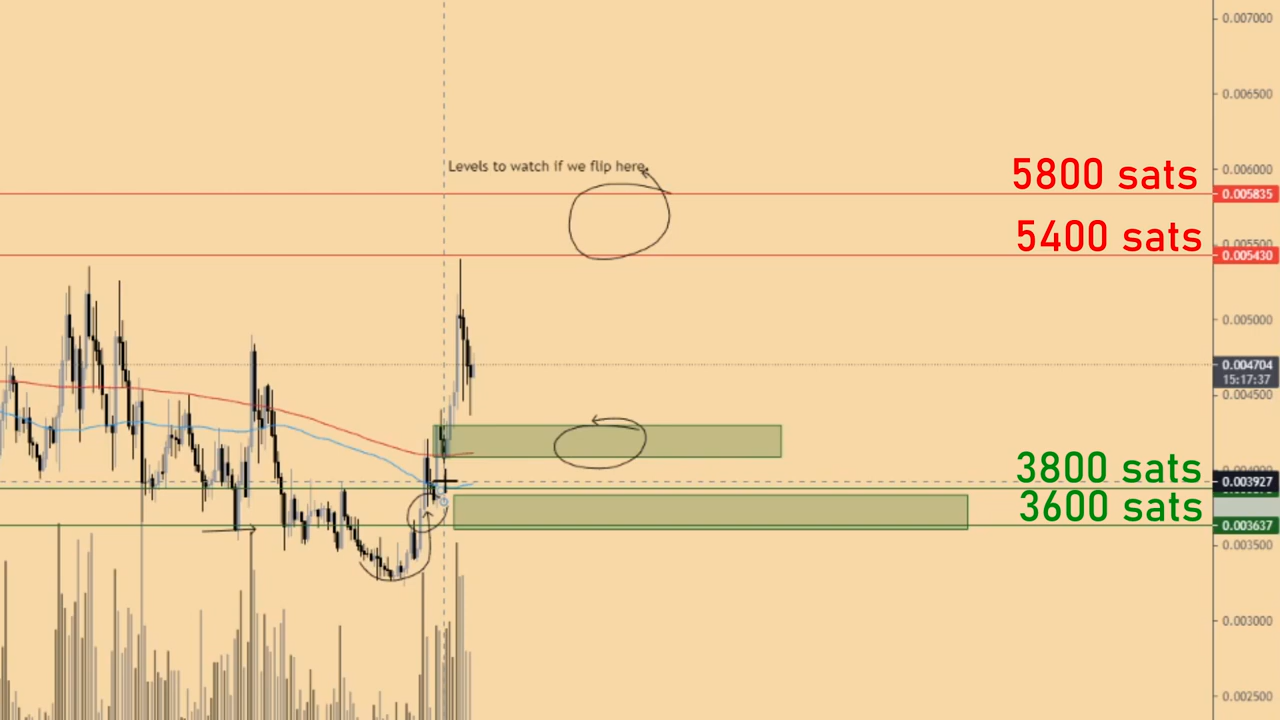 0.007000
0.006500
Levels to watch if we flip here.
0.006000
5800 sats
0.005835
5400 sats
0.005430
0.005000
0.004704
15:17:37
0.004500
3800 sats
0.003927
3600 sats
0.003637
0.003500
0.003000
0.002500